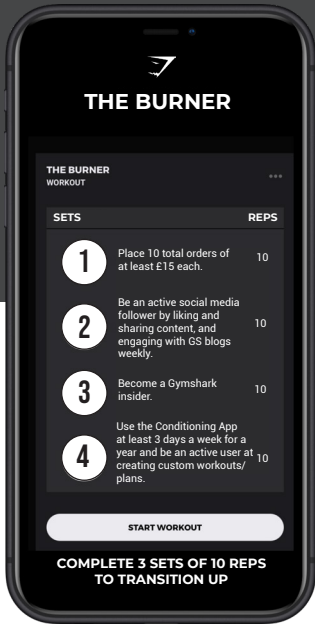 THE BURNER
THE BURNER
WORKOUT
SETS REPS
1 Place 10 total orders of
at least £15 each. 10
2 Be an active social media
follower by liking and
sharing content, and 10
engaging with GS blogs
weekly.
3 Become a Gymshark 10
insider.
4 Use the Conditioning App
at least 3 days a week for a
year and be an active user at
creating custom workouts/ 10
plans.
START WORKOUT
COMPLETE 3 SETS OF 10 REPS
TO TRANSITION UP